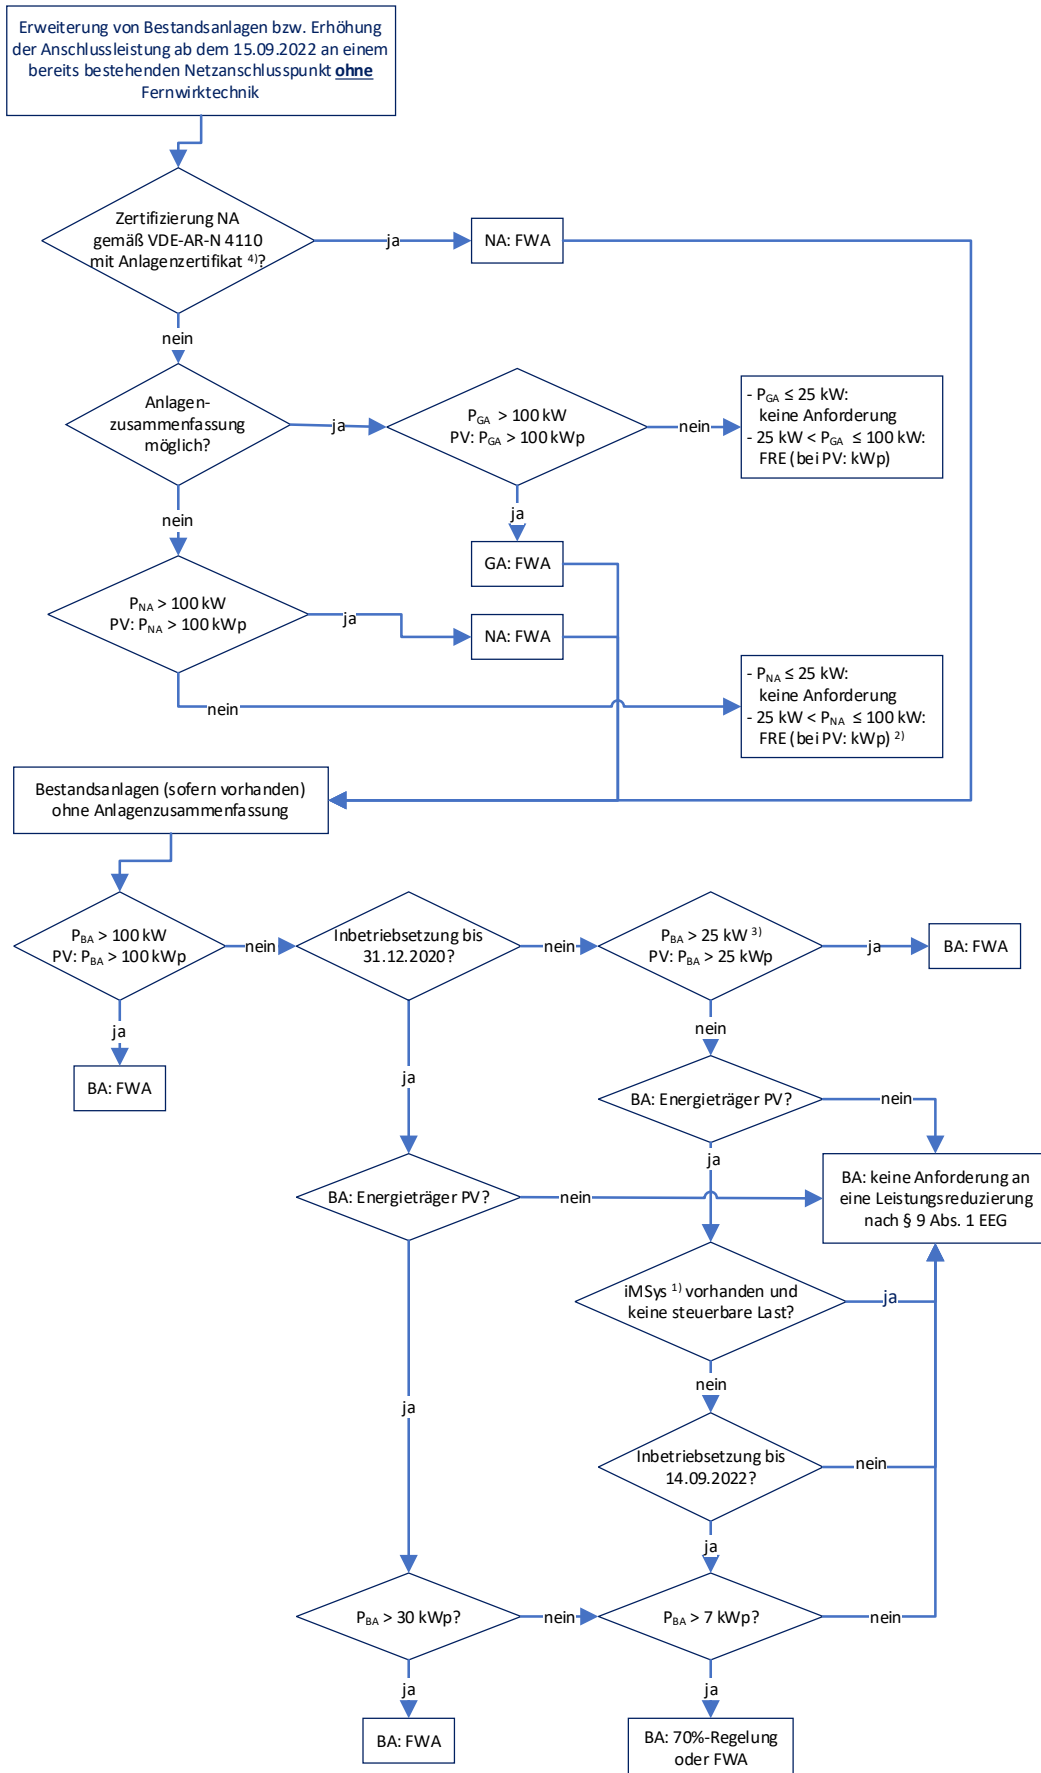 Erweiterung von Bestandsanlagen bzw. Erhöhung
der Anschlussleistung ab dem 15.09.2022 an einem
bereits bestehenden Netzanschlusspunkt ohne
Fernwirktechnik
Zertifizierung NA
gemäß VDE-AR-N 4110
mit Anlagenzertifikat 4)?
ja
NA: FWA
nein
Anlagen-
zusammenfassung
möglich?
ja
PGA > 100 kW
PV: PGA > 100 kWp
nein
- PGA ≤ 25 kW:
keine Anforderung
- 25 kW < PGA ≤ 100 kW:
FRE (bei PV: kWp)
nein
ja
GA: FWA
PNA > 100 kW
PV: PNA > 100 kWp
ja
NA: FWA
nein
- PNA ≤ 25 kW:
keine Anforderung
- 25 kW < PNA ≤ 100 kW:
FRE (bei PV: kWp) 2)
Bestandsanlagen (sofern vorhanden)
ohne Anlagenzusammenfassung
PBA > 100 kW
PV: PBA > 100 kWp
nein
Inbetriebsetzung bis
31.12.2020?
nein
PBA > 25 kW 3)
PV: PBA > 25 kWp
ja
BA: FWA
ja
BA: FWA
ja
nein
BA: Energieträger PV?
nein
ja
BA: Energieträger PV?
nein
BA: keine Anforderung an
eine Leistungsreduzierung
nach § 9 Abs. 1 EEG
iMSys 1) vorhanden und
keine steuerbare Last?
ja
nein
ja
Inbetriebsetzung bis
14.09.2022?
nein
ja
PBA > 30 kWp?
nein
PBA > 7 kWp?
nein
ja
BA: FWA
ja
BA: 70%-Regelung
oder FWA